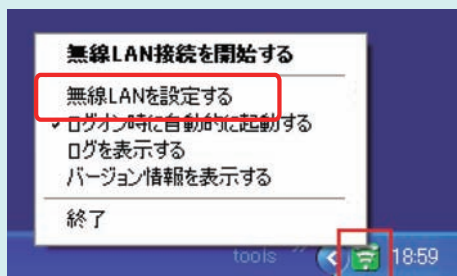 無線LAN接続を開始する
無線LANを設定する
ログオン時に自動的に起動する
ログを表示する
バージョン情報を表示する
終了
tools
18:59